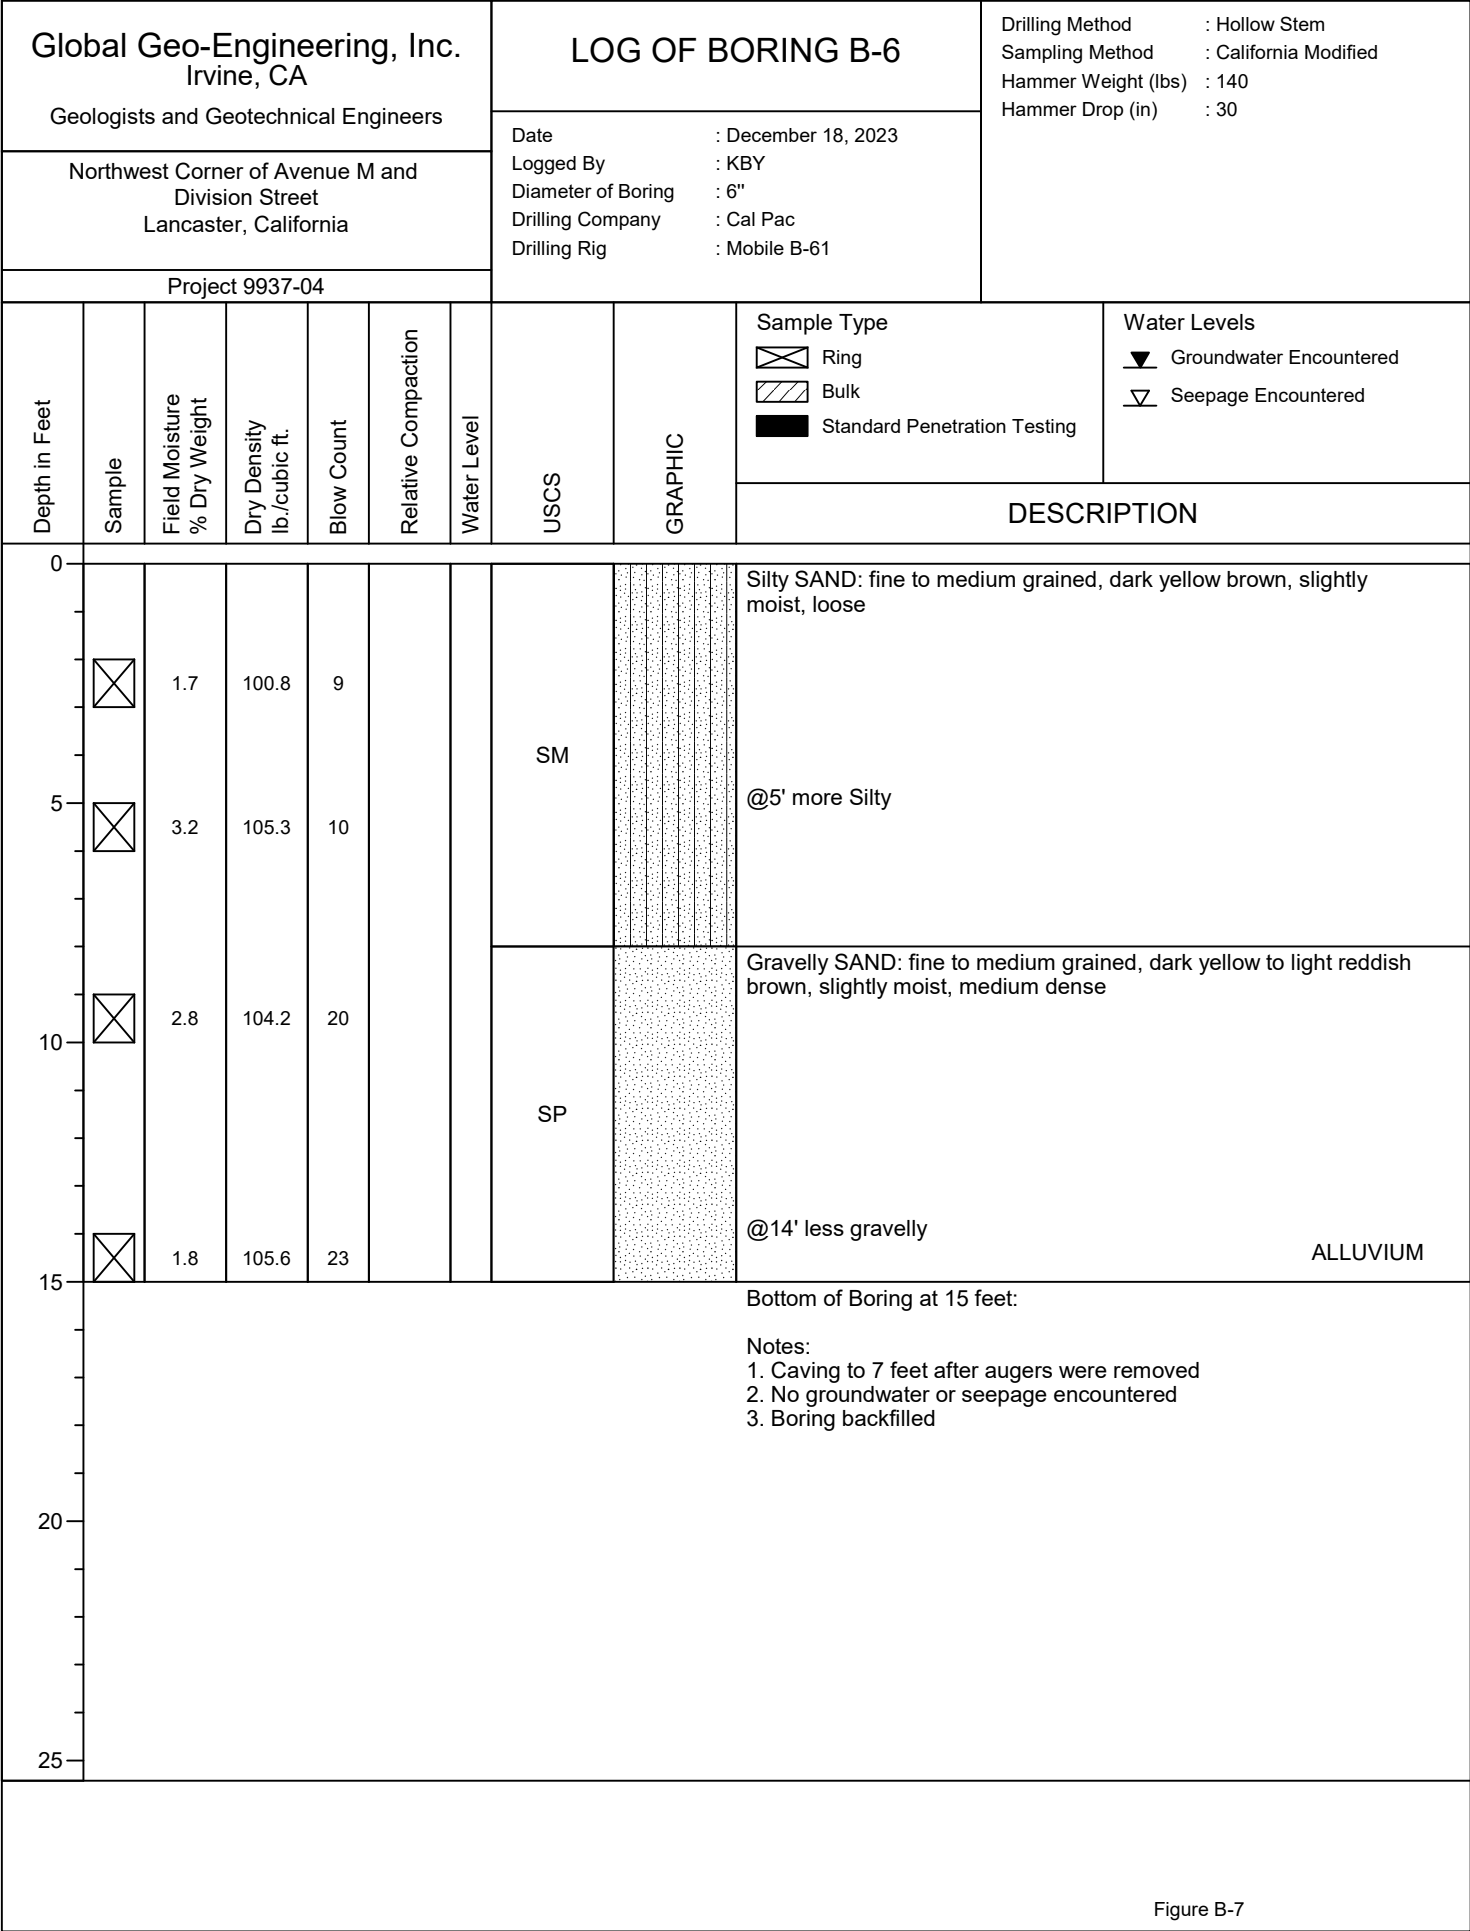 Global Geo-Engineering, Inc.
Irvine, CA
Geologists and Geotechnical Engineers
Northwest Corner of Avenue M and
Division Street
Lancaster, California
Project 9937-04
LOG OF BORING B-6
Date : December 18, 2023
Logged By : KBY
Diameter of Boring : 6"
Drilling Company : Cal Pac
Drilling Rig : Mobile B-61
Drilling Method : Hollow Stem
Sampling Method : California Modified
Hammer Weight (lbs) : 140
Hammer Drop (in) : 30
Depth in Feet
Sample
Field Moisture
% Dry Weight
Dry Density
lb./cubic ft.
Blow Count
Relative Compaction
Water Level
USCS
GRAPHIC
Sample Type
Ring
Bulk
Standard Penetration Testing
Water Levels
Groundwater Encountered
Seepage Encountered
DESCRIPTION
0
Silty SAND: fine to medium grained, dark yellow brown, slightly
moist, loose
1.7 100.8 9
SM
5
@5' more Silty
3.2 105.3 10
Gravelly SAND: fine to medium grained, dark yellow to light reddish
brown, slightly moist, medium dense
2.8 104.2 20
10
SP
@14' less gravelly
ALLUVIUM
1.8 105.6 23
15
Bottom of Boring at 15 feet:
Notes:
1. Caving to 7 feet after augers were removed
2. No groundwater or seepage encountered
3. Boring backfilled
20
25
Figure B-7